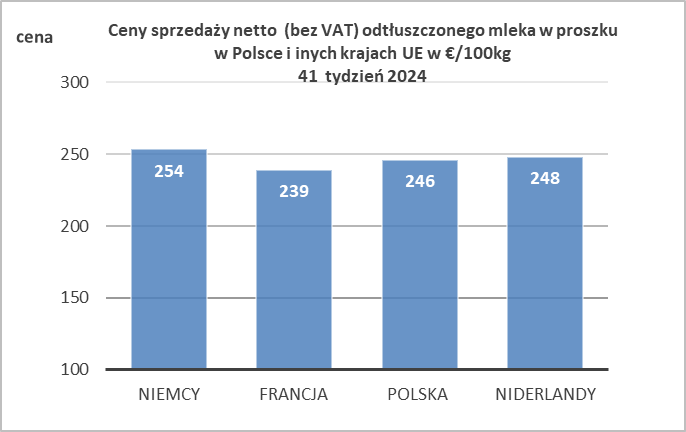 cena
Ceny sprzedaży netto  (bez VAT) odtłuszczonego mleka w proszku
w Polsce i inych krajach UE w €/100kg
41  tydzień 2024
300
250
200
150
100
254
239
246
248
NIEMCY
FRANCJA
POLSKA
NIDERLANDY